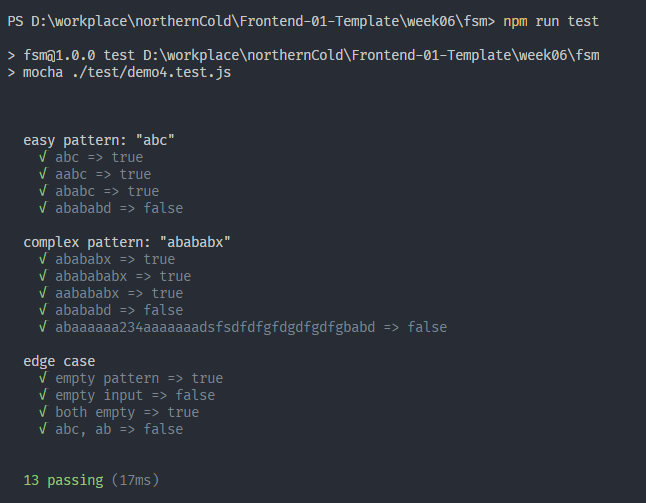 PS D:\workplace\northernCold\Frontend-01-Template\week06\fsm> npm run test
> fsm@1.0.0 test D:\workplace\northernCold\Frontend-01-Template\week06\fsm
> mocha ./test/demo4.test.js
easy pattern: "abc"
√ abc => true
√ aabc => true
√ ababc => true
√ abababd => false
complex pattern: "abababx"
√ abababx => true
√ ababababx => true
√ aabababx => true
√ abababd => false
√ abaaaaaa234aaaaaaadsfsdfdfgfdgdfgdfgbabd => false
edge case
√ empty pattern => true
√ empty input => false
√ both empty => true
√ abc, ab => false
13 passing (17ms)